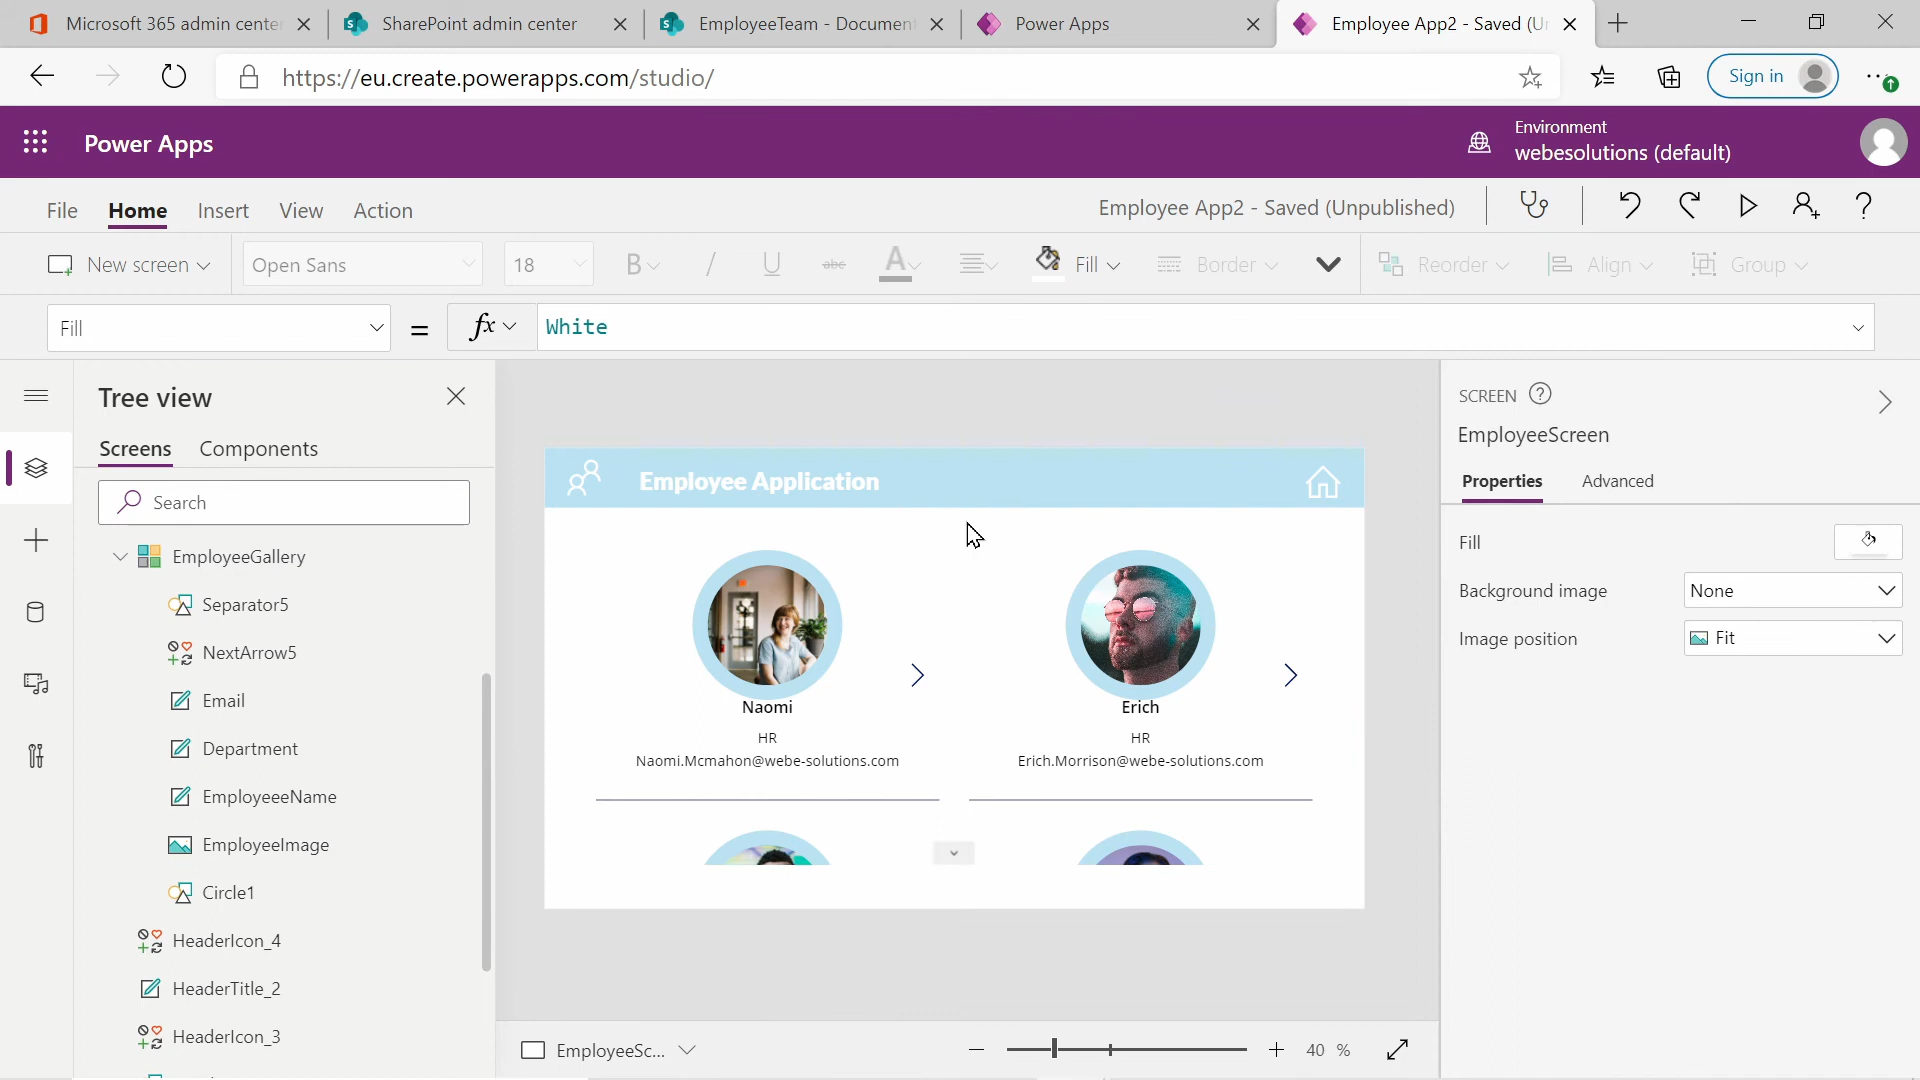 Microsoft 365 admin cente
SharePoint admin center
EmployeeTeam - Documen
Power Apps
Employee App2 - Saved (Un
https://eu.create.powerapps.com/studio/
Sign in
Power Apps
Environment
webesolutions (default)
File
Home
Insert
View
Action
Employee App2 - Saved (Unpublished)
New screen
Open Sans
18
B
abc
A
Fill
Border
Reorder
Align
Group
Fill
=
fx
White
Tree view
Screens
Components
Search
EmployeeGallery
Separator5
NextArrow5
Email
Department
EmployeeeName
EmployeeImage
Circle1
HeaderIcon_4
HeaderTitle_2
HeaderIcon_3
Employee Application
Naomi
HR
Naomi.Mcmahon@webe-solutions.com
Erich
HR
Erich.Morrison@webe-solutions.com
EmployeeSc...
40 %
SCREEN
EmployeeScreen
Properties
Advanced
Fill
Background image
None
Image position
Fit